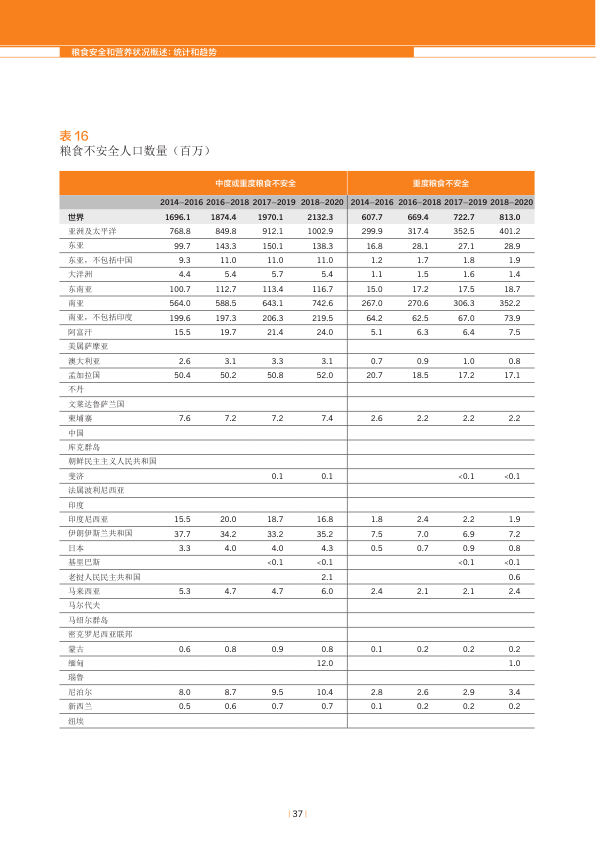 粮食安全和营养状况概述：统计和趋势
表 16
粮食不安全人口数量（百万）
中度或重度粮食不安全 重度粮食不安全
2014–2016 2016–2018 2017–2019 2018–2020 2014–2016 2016–2018 2017–2019 2018–2020
世界 1696.1 1874.4 1970.1 2132.3 607.7 669.4 722.7 813.0
亚洲及太平洋 768.8 849.8 912.1 1002.9 299.9 317.4 352.5 401.2
东亚 99.7 143.3 150.1 138.3 16.8 28.1 27.1 28.9
东亚，不包括中国 9.3 11.0 11.0 11.0 1.2 1.7 1.8 1.9
大洋洲 4.4 5.4 5.7 5.4 1.1 1.5 1.6 1.4
东南亚 100.7 112.7 113.4 116.7 15.0 17.2 17.5 18.7
南亚 564.0 588.5 643.1 742.6 267.0 270.6 306.3 352.2
南亚，不包括印度 199.6 197.3 206.3 219.5 64.2 62.5 67.0 73.9
阿富汗 15.5 19.7 21.4 24.0 5.1 6.3 6.4 7.5
美属萨摩亚
澳大利亚 2.6 3.1 3.3 3.1 0.7 0.9 1.0 0.8
孟加拉国 50.4 50.2 50.8 52.0 20.7 18.5 17.2 17.1
不丹
文莱达鲁萨兰国
柬埔寨 7.6 7.2 7.2 7.4 2.6 2.2 2.2 2.2
中国
库克群岛
朝鲜民主主义人民共和国
斐济 0.1 0.1 <0.1 <0.1
法属波利尼西亚
印度
印度尼西亚 15.5 20.0 18.7 16.8 1.8 2.4 2.2 1.9
伊朗伊斯兰共和国 37.7 34.2 33.2 35.2 7.5 7.0 6.9 7.2
日本 3.3 4.0 4.0 4.3 0.5 0.7 0.9 0.8
基里巴斯 <0.1 <0.1 <0.1 <0.1
老挝人民民主共和国 2.1 0.6
马来西亚 5.3 4.7 4.7 6.0 2.4 2.1 2.1 2.4
马尔代夫
马绍尔群岛
密克罗尼西亚联邦
蒙古 0.6 0.8 0.9 0.8 0.1 0.2 0.2 0.2
缅甸 12.0 1.0
瑙鲁
尼泊尔 8.0 8.7 9.5 10.4 2.8 2.6 2.9 3.4
新西兰 0.5 0.6 0.7 0.7 0.1 0.2 0.2 0.2
纽埃
| 37 |